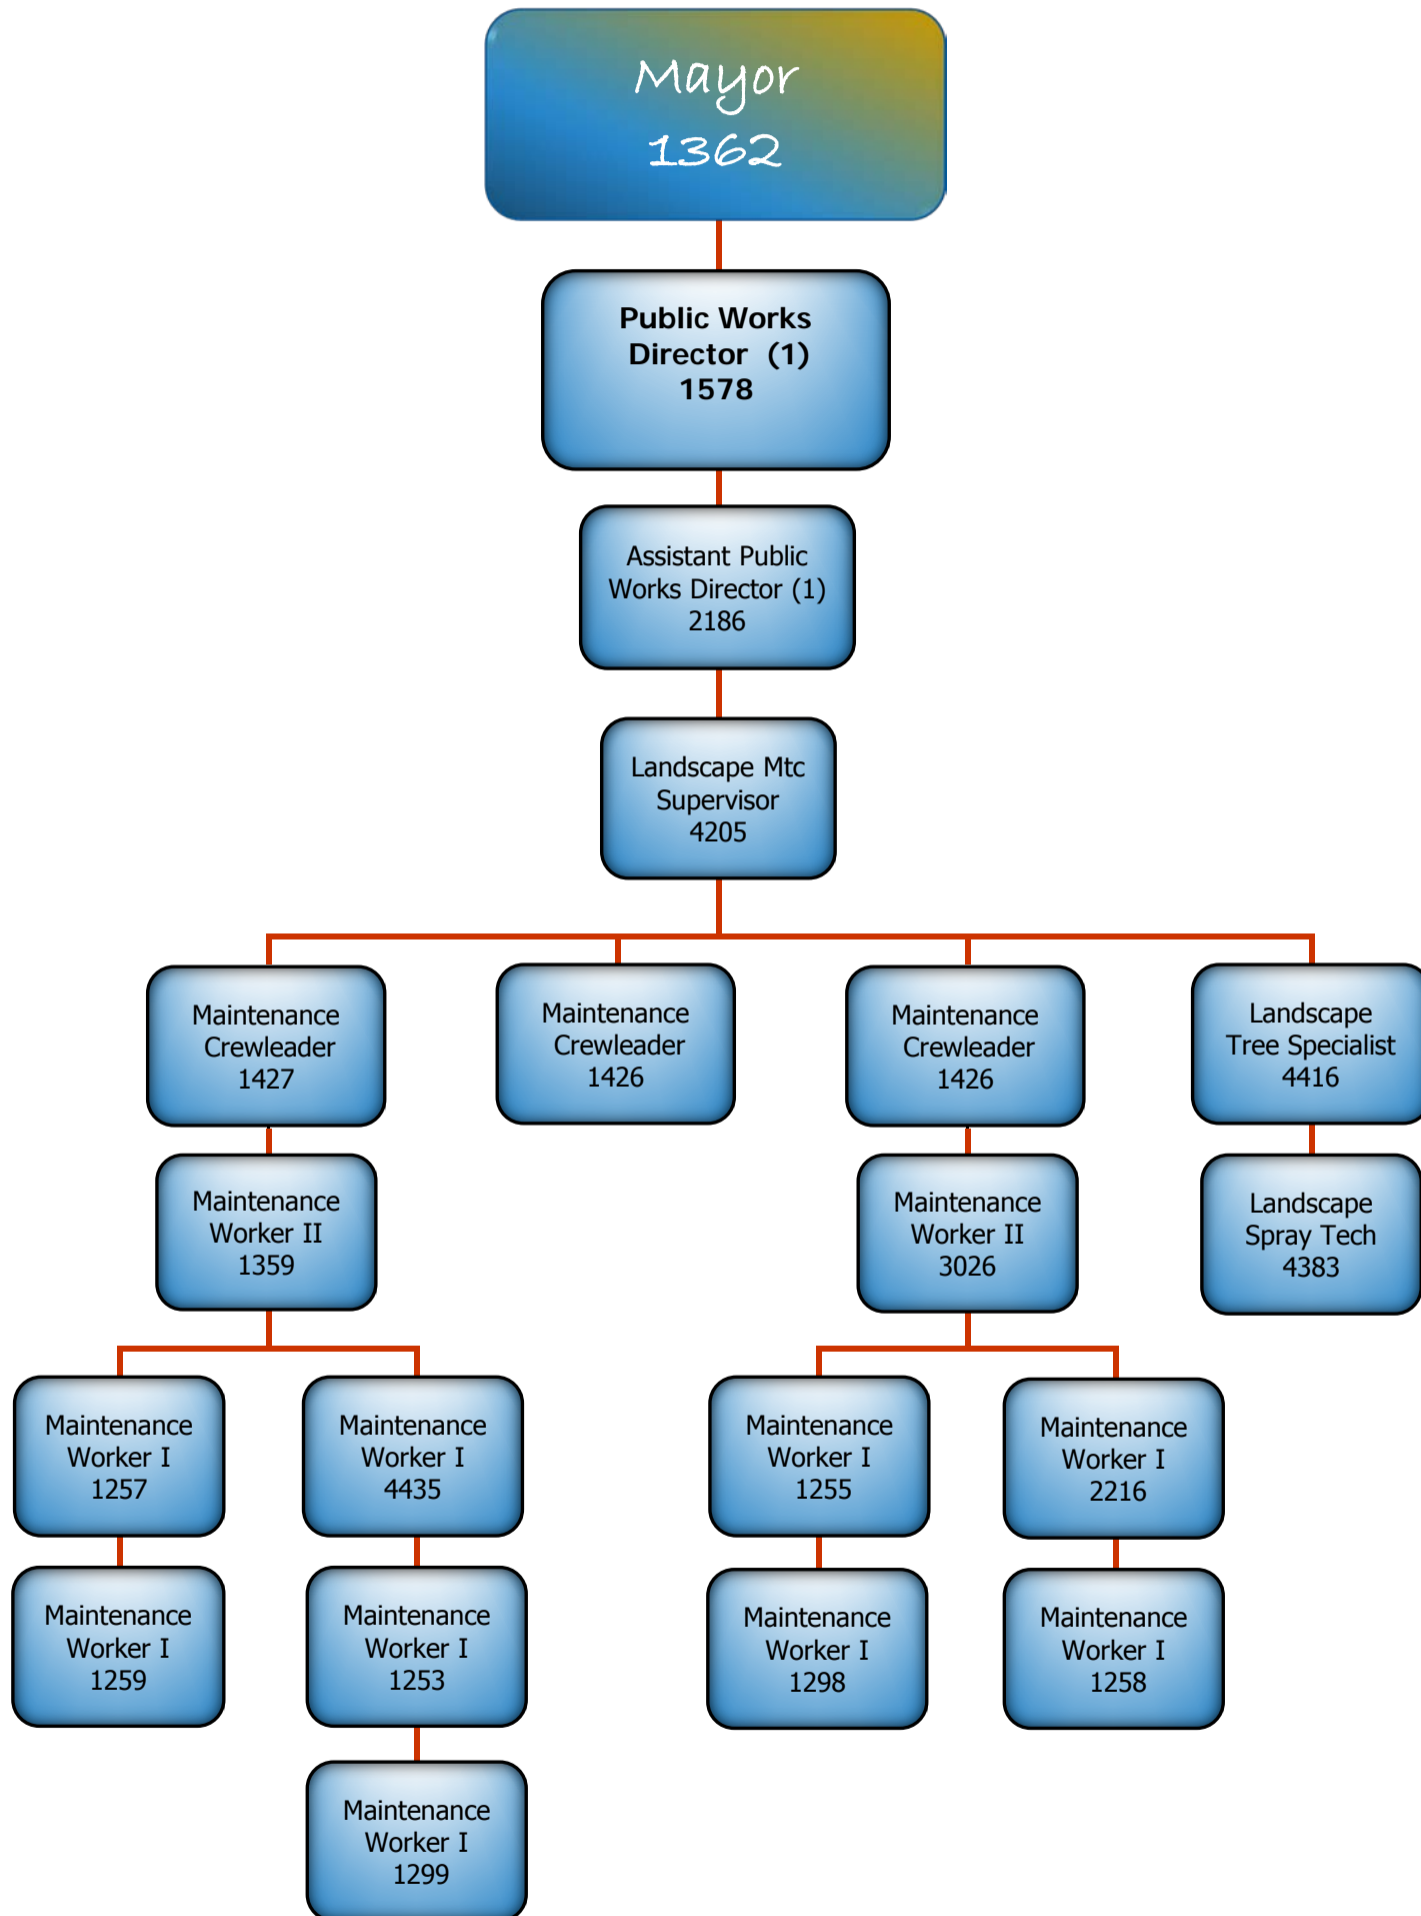 Mayor
1362
Public Works
Director (1)
1578
Assistant Public
Works Director (1)
2186
Landscape Mtc
Supervisor
4205
Maintenance
Crewleader
1427
Maintenance
Crewleader
1426
Maintenance
Crewleader
1426
Landscape
Tree Specialist
4416
Maintenance
Worker II
1359
Maintenance
Worker II
3026
Landscape
Spray Tech
4383
Maintenance
Worker I
1257
Maintenance
Worker I
4435
Maintenance
Worker I
1255
Maintenance
Worker I
2216
Maintenance
Worker I
1259
Maintenance
Worker I
1253
Maintenance
Worker I
1298
Maintenance
Worker I
1258
Maintenance
Worker I
1299